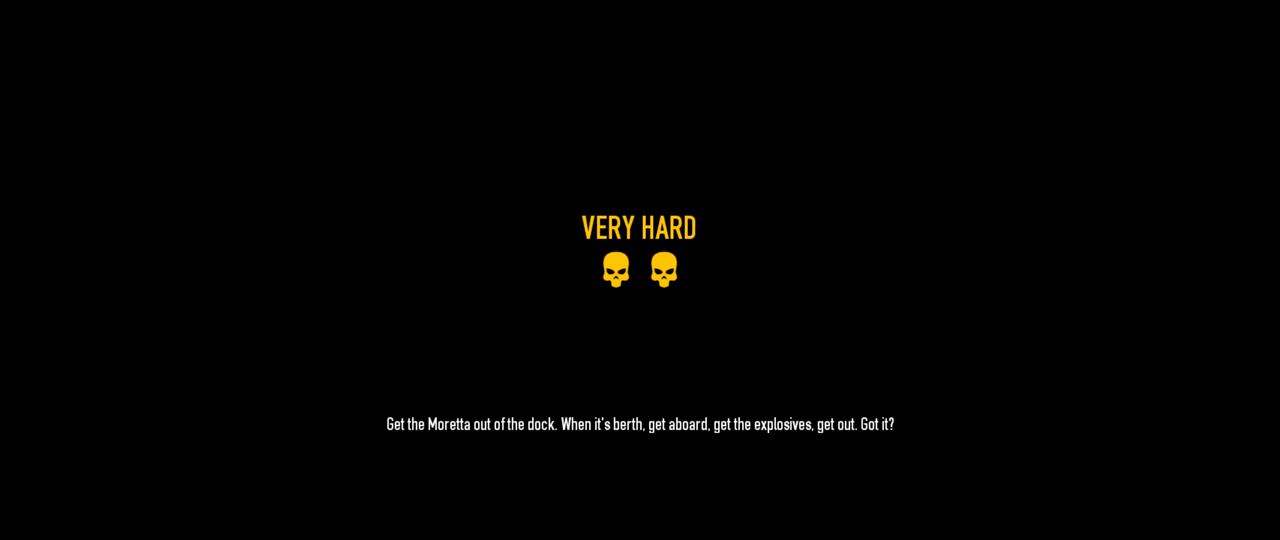 VERY HARD
Get the Moretta out of the dock. When it's berth, get aboard, get the explosives, get out. Got it?